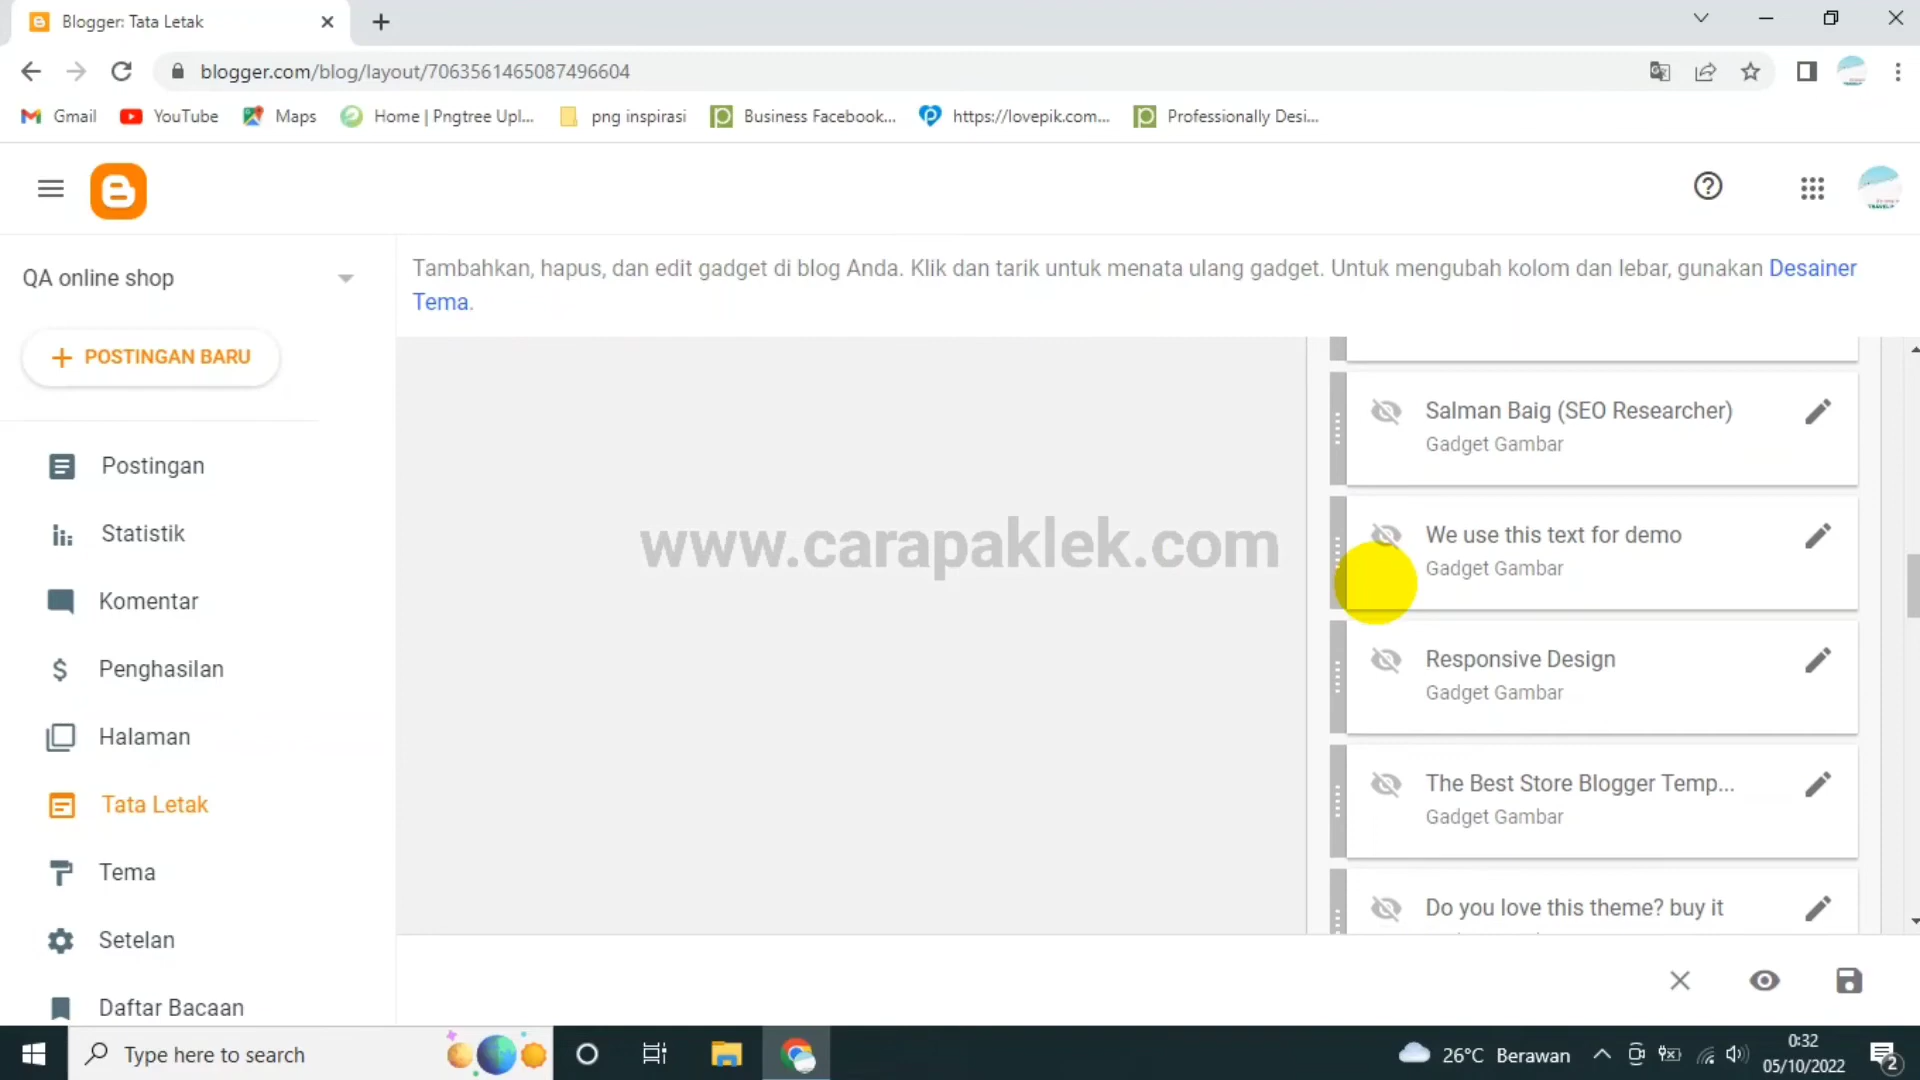 Blogger: Tata Letak
blogger.com/blog/layout/7063561465087496604
Gmail
YouTube
Maps
Home | Pngtree Upl...
png inspirasi
Business Facebook...
https://lovepik.com...
Professionally Desi...
QA online shop
POSTINGAN BARU
Postingan
Statistik
Komentar
Penghasilan
Halaman
Tata Letak
Tema
Setelan
Daftar Bacaan
Tambahkan, hapus, dan edit gadget di blog Anda. Klik dan tarik untuk menata ulang gadget. Untuk mengubah kolom dan lebar, gunakan Desainer
Tema.
www.carapaklek.com
Salman Baig (SEO Researcher)
Gadget Gambar
We use this text for demo
Gadget Gambar
Responsive Design
Gadget Gambar
The Best Store Blogger Temp...
Gadget Gambar
Do you love this theme? buy it
Type here to search
26°C Berawan
0:32
05/10/2022
2